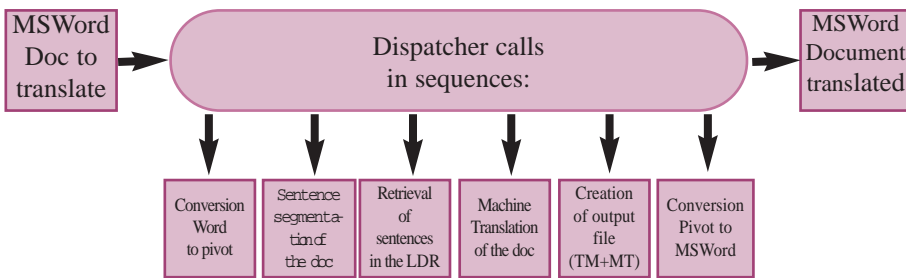 MSWord
Doc to
translate
Dispatcher calls
in sequences:
MSWord
Document
translated
Conversion
Word
to pivot
Sentence
segmenta-
tion of
the doc
Retrieval
of
sentences
in the LDR
Machine
Translation
of the doc
Creation
of output
file
(TM+MT)
Conversion
Pivot to
MSWord